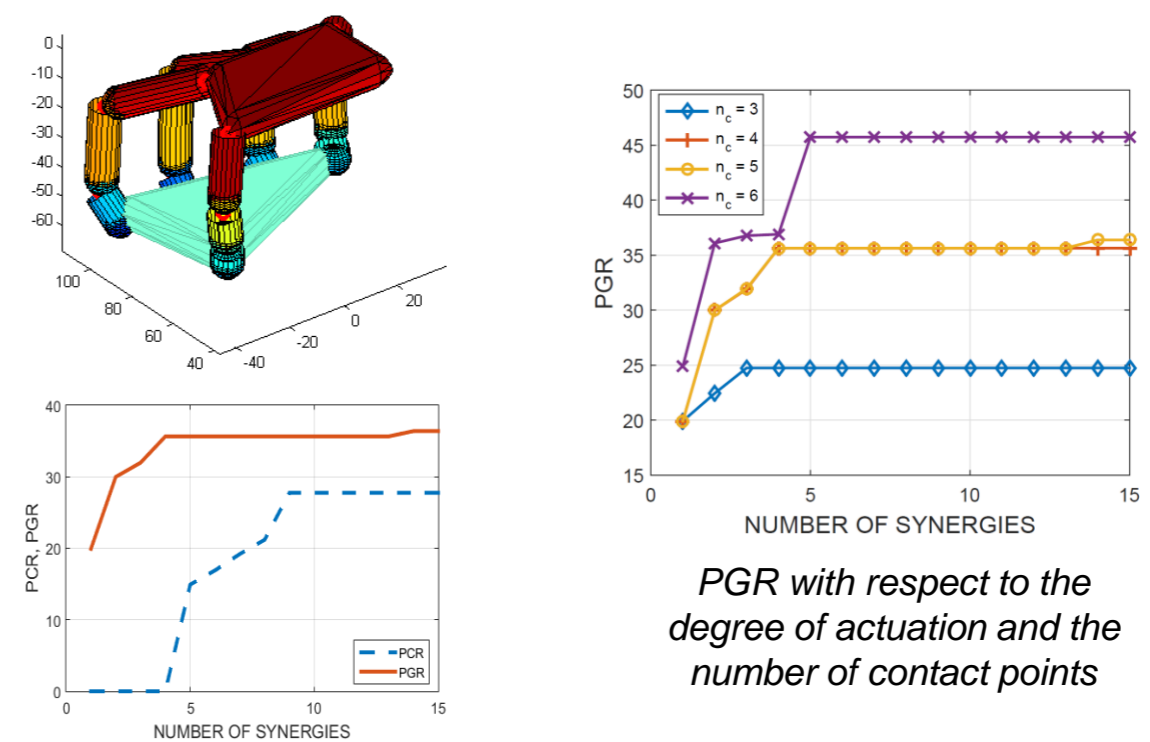 0
-10
-20
-30
-40
-50
-60
100
80
60
40
-40
-20
0
20
40
30
20
10
0
PCR, PGR
0
5
10
15
NUMBER OF SYNERGIES
PCR
PGR
50
45
40
35
30
25
20
15
PGR
n_c = 3
n_c = 4
n_c = 5
n_c = 6
0
5
10
15
NUMBER OF SYNERGIES
PGR with respect to the
degree of actuation and the
number of contact points